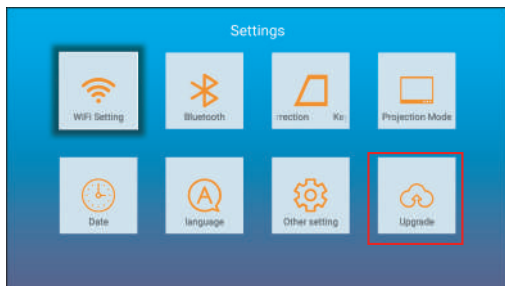 Settings
WiFi Setting
Bluetooth
rrection Ke
Projection Mode
Date
A
language
Other setting
Upgrade